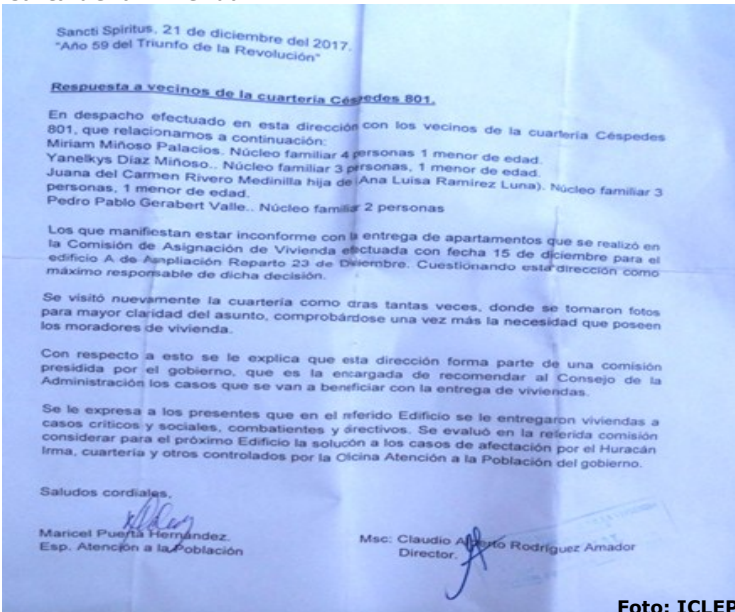 Sancti Spíritus, 21 de diciembre del 2017.
"Año 59 del Triunfo de la Revolución"
Respuesta a vecinos de la cuartería Céspedes 801.
En despacho efectuado en esta dirección con los vecinos de la cuartería Céspedes
801, que relacionamos a continuación:
Miriam Miñoso Palacios. Núcleo familiar 4 personas 1 menor de edad.
Yanelkys Díaz Miñoso.. Núcleo familiar 3 personas, 1 menor de edad.
Juana del Carmen Rivero Medinilla hija de Ana Luisa Ramirez Luna). Núcleo familiar 3
personas, 1 menor de edad.
Pedro Pablo Gerabert Valle.. Núcleo familiar 2 personas
Los que manifiestan estar inconforme con la entrega de apartamentos que se realizó en
la Comisión de Asignación de Vivienda efectuada con fecha 15 de diciembre para el
edificio A de Ampliación Reparto 23 de Diciembre. Cuestionando esta dirección como
máximo responsable de dicha decisión.
Se visitó nuevamente la cuartería como otras tantas veces, donde se tomaron fotos
para mayor claridad del asunto, comprobándose una vez más la necesidad que poseen
los moradores de vivienda.
Con respecto a esto se le explica que esta dirección forma parte de una comisión
presidida por el gobierno, que es la encargada de recomendar al Consejo de la
Administración los casos que se van a beneficiar con la entrega de viviendas.
Se le expresa a los presentes que en el referido Edificio se le entregaron viviendas a
casos críticos y sociales, combatientes y directivos. Se evaluó en la referida comisión
considerar para el próximo Edificio la solución a los casos de afectación por el Huracán
Irma, cuartería y otros controlados por la Oficina Atención a la Población del gobierno.
Saludos cordiales,
Maricel Puerta Hernández.
Esp. Atención a la Población
Msc: Claudio Alberto Rodríguez Amador
Director.
Foto: ICLEP